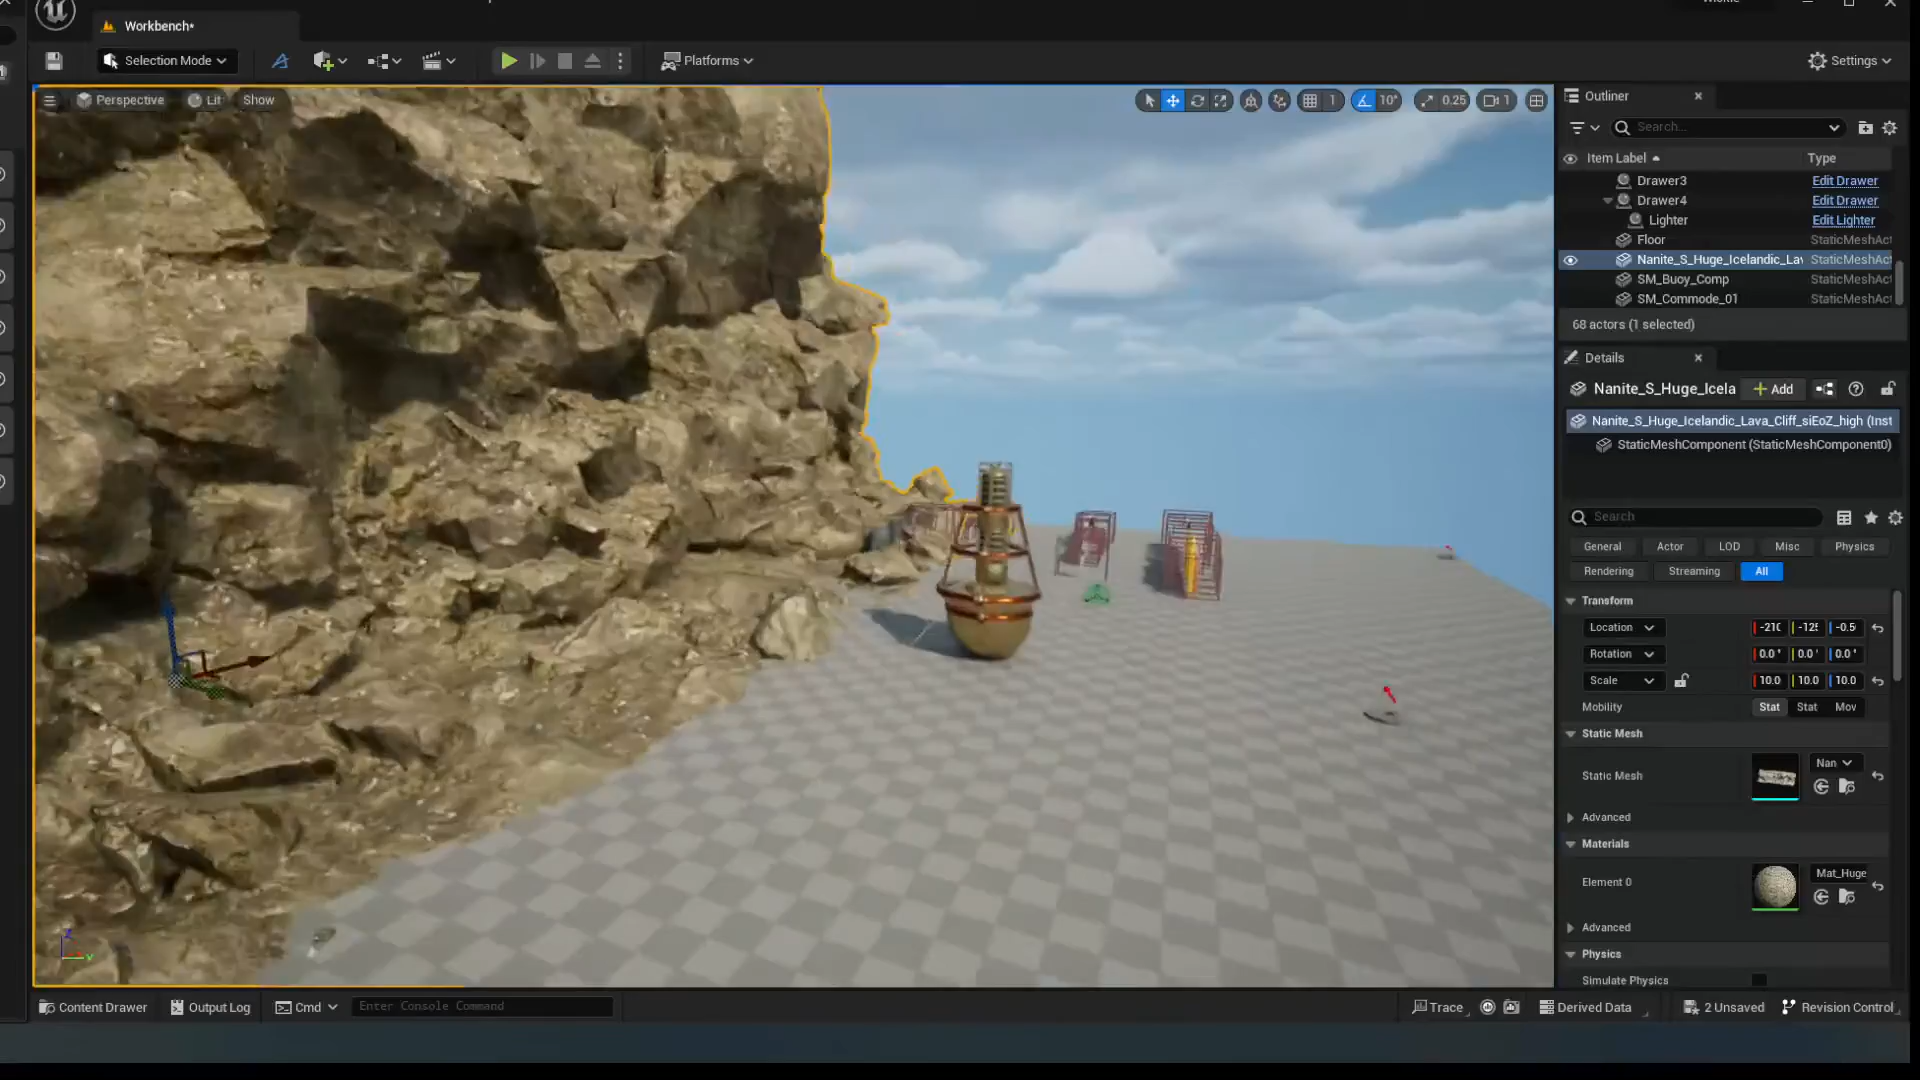 Workbench*
Selection Mode
Platforms
Settings
Perspective
Lit
Show
1
10°
0.25
1
Outliner
Search...
Item Label
Type
Drawer3
Edit Drawer
Drawer4
Edit Drawer
Lighter
Edit Lighter
Floor
StaticMeshAct
Nanite_S_Huge_Icelandic_Lav
StaticMeshAct
SM_Buoy_Comp
StaticMeshAct
SM_Commode_01
StaticMeshAct
68 actors (1 selected)
Details
Nanite_S_Huge_Icela
Add
Nanite_S_Huge_Icelandic_Lava_Cliff_siEoZ_high (Inst
StaticMeshComponent (StaticMeshComponent0)
Search
General
Actor
LOD
Misc
Physics
Rendering
Streaming
All
Transform
Location
-210
-125
-0.5
Rotation
0.0 °
0.0 °
0.0 °
Scale
10.0
10.0
10.0
Mobility
Stat
Stat
Mov
Static Mesh
Static Mesh
Nan
Advanced
Materials
Element 0
Mat_Huge
Advanced
Physics
Simulate Physics
Content Drawer
Output Log
Cmd
Enter Console Command
Trace
Derived Data
2 Unsaved
Revision Control